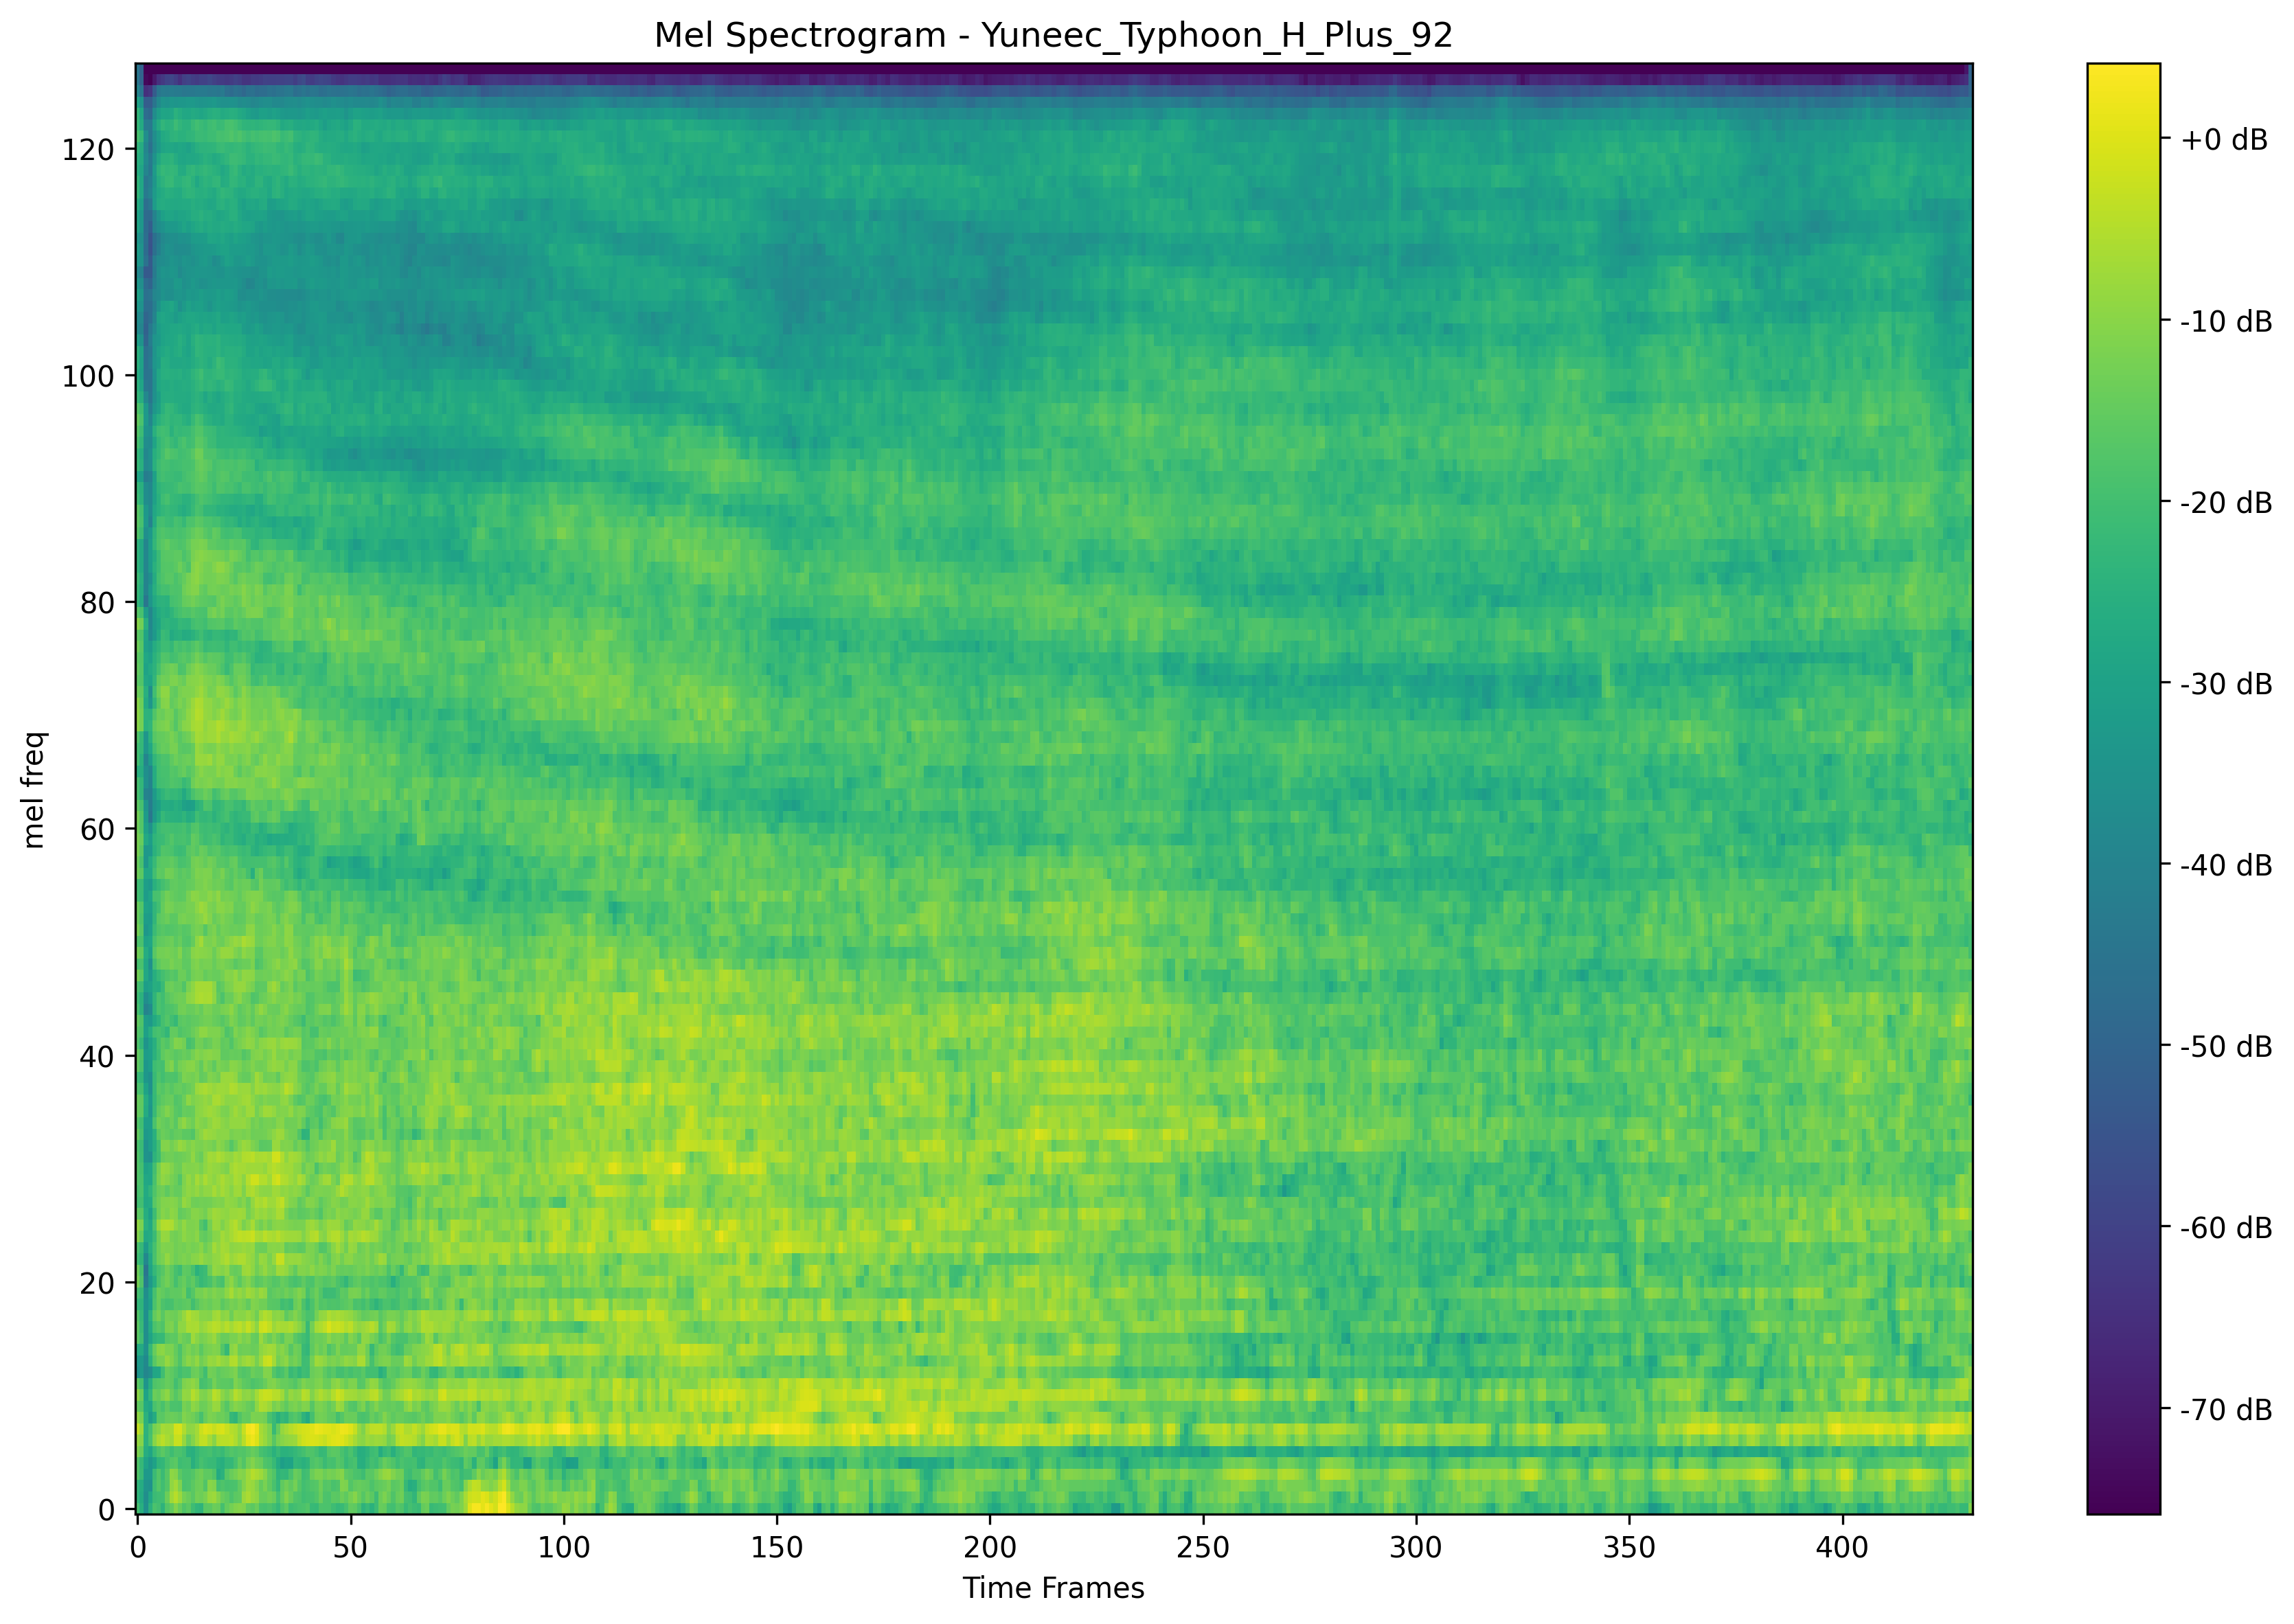 Mel Spectrogram - Yuneec_Typhoon_H_Plus_92
mel freq
120
100
80
60
40
20
0
0 50 100 150 200 250 300 350 400
Time Frames
+0 dB
-10 dB
-20 dB
-30 dB
-40 dB
-50 dB
-60 dB
-70 dB